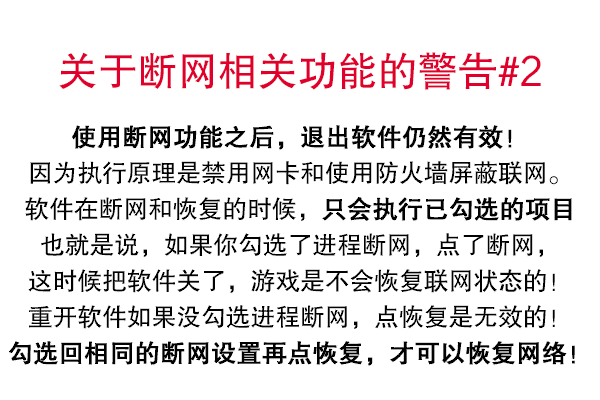 关于断网相关功能的警告#2
使用断网功能之后，退出软件仍然有效！
因为执行原理是禁用网卡和使用防火墙屏蔽联网。
软件在断网和恢复的时候，只会执行已勾选的项目
也就是说，如果你勾选了进程断网，点了断网，
这时候把软件关了，游戏是不会恢复联网状态的！
重开软件如果没勾选进程断网，点恢复是无效的！
勾选回相同的断网设置再点恢复，才可以恢复网络！